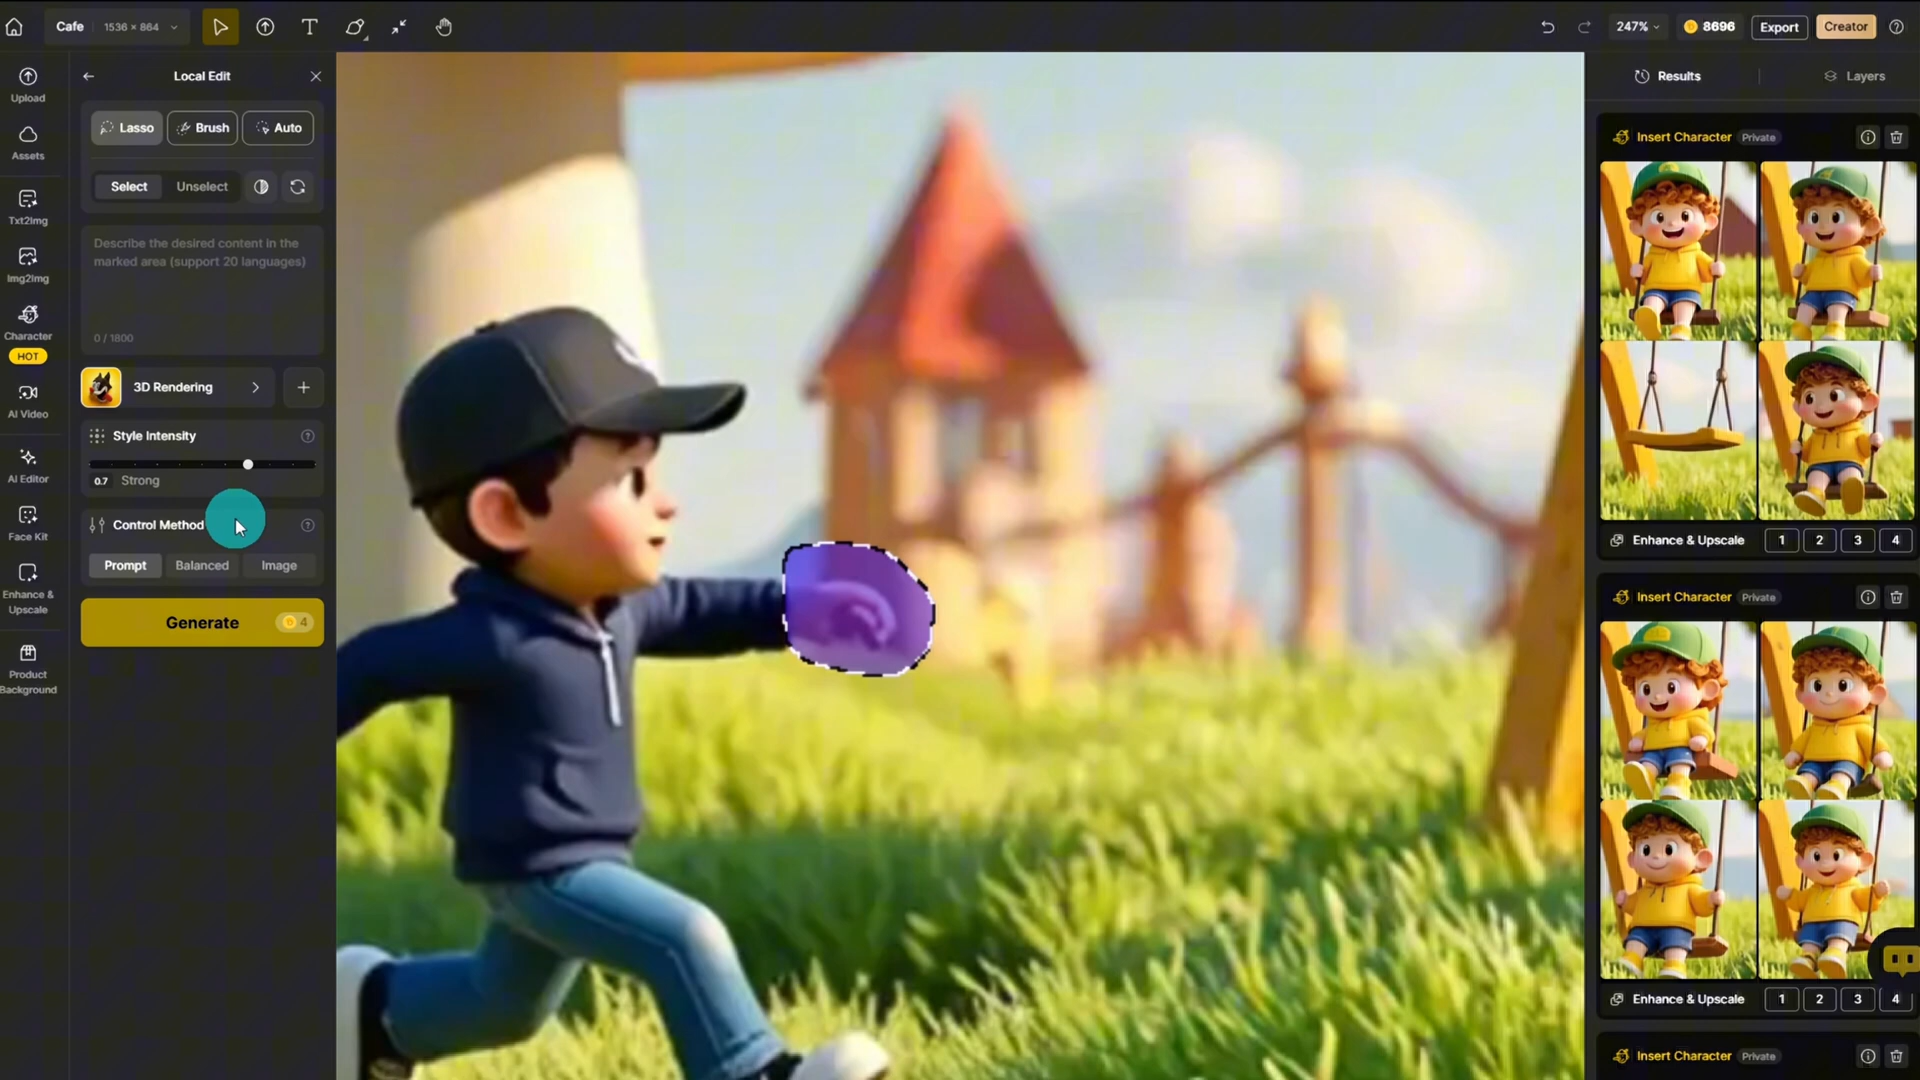 Cafe 1536 × 864
T
247%
8696
Export
Creator
Upload
Assets
Txt2Img
Img2Img
Character
HOT
AI Video
AI Editor
Face Kit
Enhance &
Upscale
Product
Background
Local Edit
Lasso
Brush
Auto
Select
Unselect
Describe the desired content in the
marked area (support 20 languages)
0 / 1800
3D Rendering
Style Intensity
0.7 Strong
Control Method
Prompt
Balanced
Image
Generate
4
Results
Layers
Insert Character Private
Enhance & Upscale 1 2 3 4
Insert Character Private
Enhance & Upscale 1 2 3 4
Insert Character Private